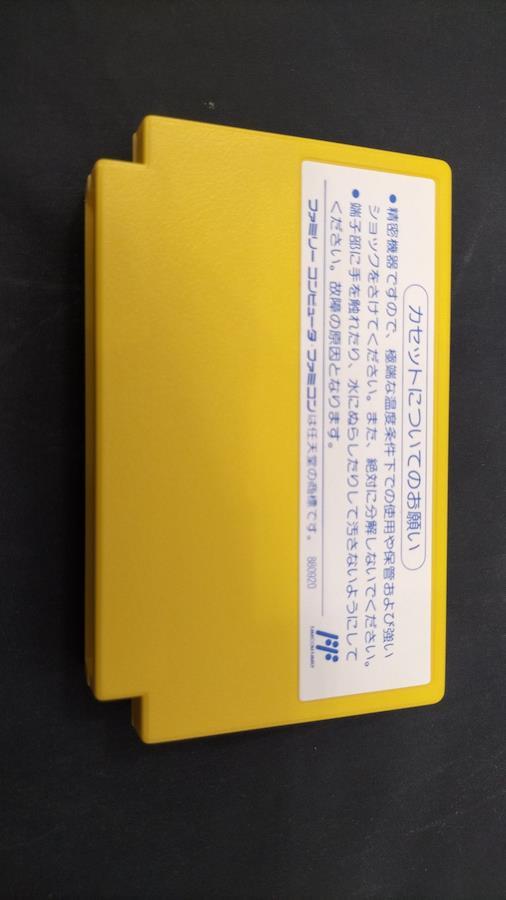 カセットについてのお願い
●精密機器ですので、極端な温度条件下での使用や保管および強い
ショックをさけてください。また、絶対に分解しないでください。
●端子部に手を触れたり、水にぬらしたりして汚さないようにして
ください。故障の原因となります。
ファミリーコンピュータ・ファミコンは任天堂の商標です。 880920